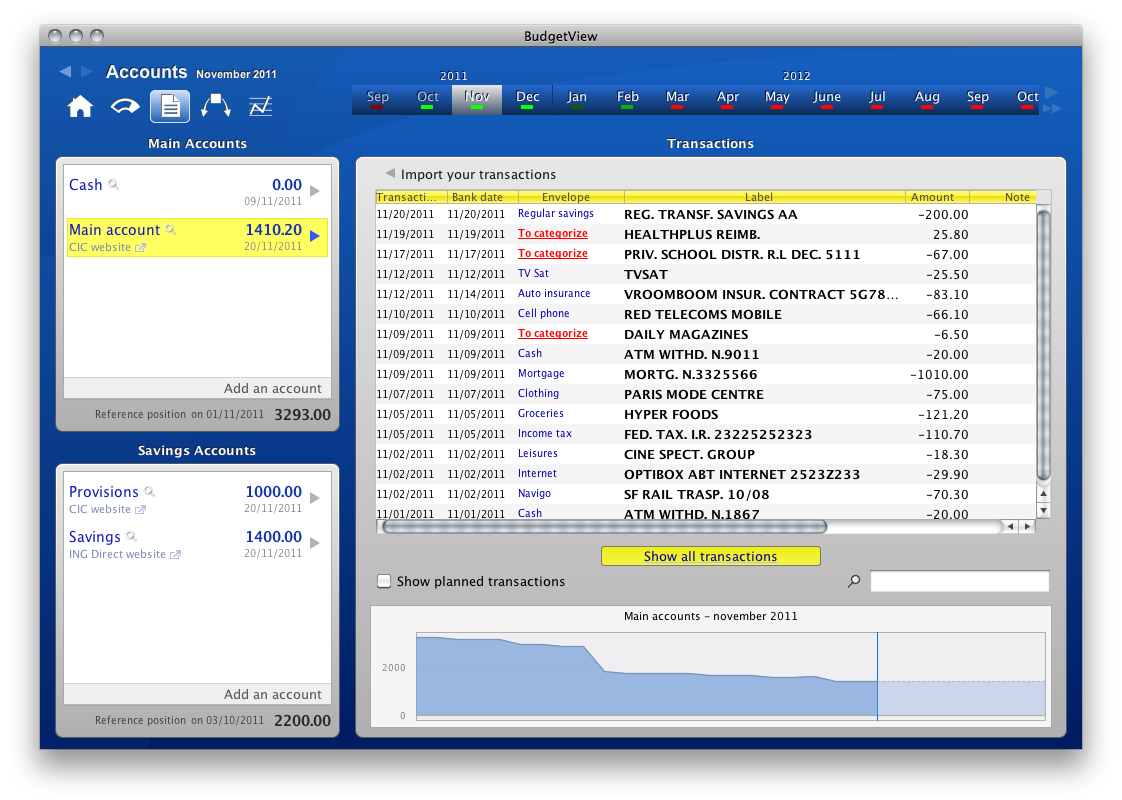 BudgetView
Accounts November 2011
2011 2012
Sep Oct Nov Dec Jan Feb Mar Apr May June Jul Aug Sep Oct
Main Accounts
Cash 0.00
09/11/2011
Main account 1410.20
CIC website 20/11/2011
Add an account
Reference position on 01/11/2011 3293.00
Savings Accounts
Provisions 1000.00
CIC website 20/11/2011
Savings 1400.00
ING Direct website 20/11/2011
Add an account
Reference position on 03/10/2011 2200.00
Transactions
Import your transactions
Transacti... Bank date Envelope Label Amount Note
11/20/2011 11/20/2011 Regular savings REG. TRANSF. SAVINGS AA -200.00
11/19/2011 11/19/2011 To categorize HEALTHPLUS REIMB. 25.80
11/17/2011 11/17/2011 To categorize PRIV. SCHOOL DISTR. R.L DEC. 5111 -67.00
11/12/2011 11/12/2011 TV Sat TVSAT -25.50
11/12/2011 11/14/2011 Auto insurance VROOMBOOM INSUR. CONTRACT 5G78... -83.10
11/10/2011 11/10/2011 Cell phone RED TELECOMS MOBILE -66.10
11/09/2011 11/09/2011 To categorize DAILY MAGAZINES -6.50
11/09/2011 11/09/2011 Cash ATM WITHD. N.9011 -20.00
11/09/2011 11/09/2011 Mortgage MORTG. N.3325566 -1010.00
11/07/2011 11/07/2011 Clothing PARIS MODE CENTRE -75.00
11/05/2011 11/05/2011 Groceries HYPER FOODS -121.20
11/05/2011 11/05/2011 Income tax FED. TAX. I.R. 23225252323 -110.70
11/02/2011 11/02/2011 Leisures CINE SPECT. GROUP -18.30
11/02/2011 11/02/2011 Internet OPTIBOX ABT INTERNET 2523Z233 -29.90
11/02/2011 11/02/2011 Navigo SF RAIL TRASP. 10/08 -70.30
11/01/2011 11/01/2011 Cash ATM WITHD. N.1867 -20.00
Show all transactions
Show planned transactions
Main accounts - november 2011
2000
0